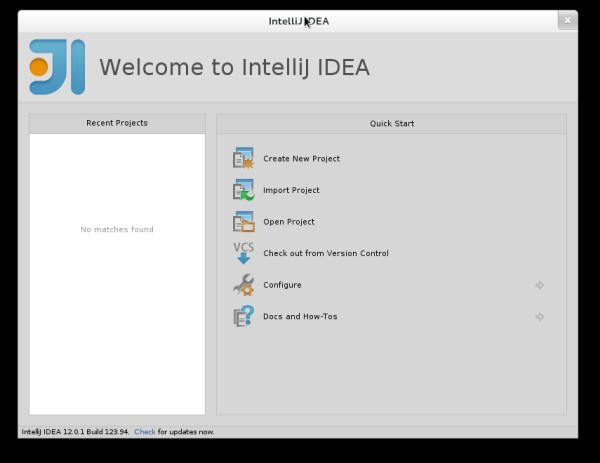 IntelliJ IDEA
Welcome to IntelliJ IDEA
Recent Projects
No matches found
Quick Start
Create New Project
Import Project
Open Project
VCS
Check out from Version Control
Configure
Docs and How-Tos
IntelliJ IDEA 12.0.1 Build 123.94. Check for updates now.